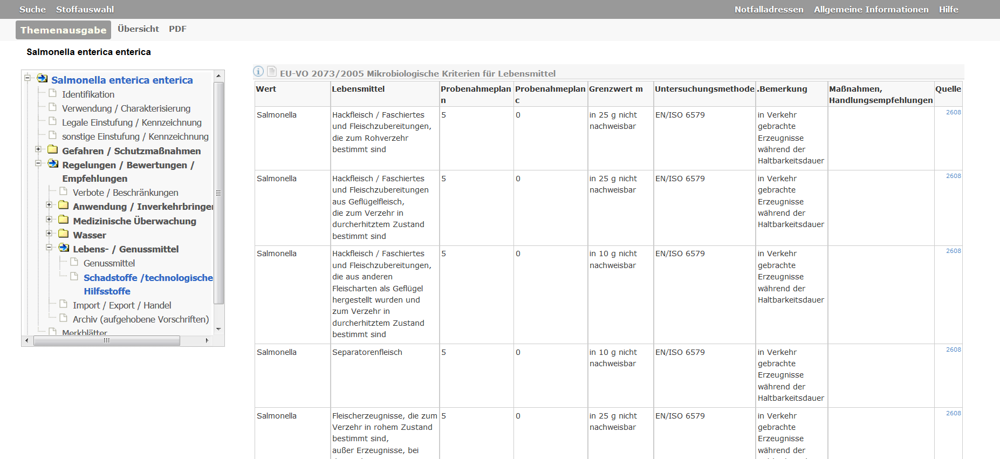 Suche Stoffauswahl Notfalladressen Allgemeine Informationen Hilfe
Themenausgabe Übersicht PDF
Salmonella enterica enterica
Salmonella enterica enterica
Identifikation
Verwendung / Charakterisierung
Legale Einstufung / Kennzeichnung
sonstige Einstufung / Kennzeichnung
Gefahren / Schutzmaßnahmen
Regelungen / Bewertungen /
Empfehlungen
Verbote / Beschränkungen
Anwendung / Inverkehrbringen
Medizinische Überwachung
Wasser
Lebens- / Genussmittel
Genussmittel
Schadstoffe /technologische
Hilfsstoffe
Import / Export / Handel
Archiv (aufgehobene Vorschriften)
Merkblätter
EU-VO 2073/2005 Mikrobiologische Kriterien für Lebensmittel
Wert
Lebensmittel
Probenahmeplan
n
Probenahmeplan
c
Grenzwert m
Untersuchungsmethode
.Bemerkung
Maßnahmen,
Handlungsempfehlungen
Quelle
Salmonella
Hackfleisch / Faschiertes
und Fleischzubereitungen,
die zum Rohverzehr
bestimmt sind
5
0
in 25 g nicht
nachweisbar
EN/ISO 6579
in Verkehr
gebrachte
Erzeugnisse
während der
Haltbarkeitsdauer
2608
Salmonella
Hackfleisch / Faschiertes
und Fleischzubereitungen
aus Geflügelfleisch,
die zum Verzehr in
durcherhitztem Zustand
bestimmt sind
5
0
in 25 g nicht
nachweisbar
EN/ISO 6579
in Verkehr
gebrachte
Erzeugnisse
während der
Haltbarkeitsdauer
2608
Salmonella
Hackfleisch / Faschiertes
und Fleischzubereitungen,
die aus anderen
Fleischarten als Geflügel
hergestellt wurden und
zum Verzehr in
durcherhitztem Zustand
bestimmt sind
5
0
in 10 g nicht
nachweisbar
EN/ISO 6579
in Verkehr
gebrachte
Erzeugnisse
während der
Haltbarkeitsdauer
2608
Salmonella
Separatorenfleisch
5
0
in 10 g nicht
nachweisbar
EN/ISO 6579
in Verkehr
gebrachte
Erzeugnisse
während der
Haltbarkeitsdauer
2608
Salmonella
Fleischerzeugnisse, die zum
Verzehr in rohem Zustand
bestimmt sind,
außer Erzeugnisse, bei
5
0
in 25 g nicht
nachweisbar
EN/ISO 6579
in Verkehr
gebrachte
Erzeugnisse
während der
2608